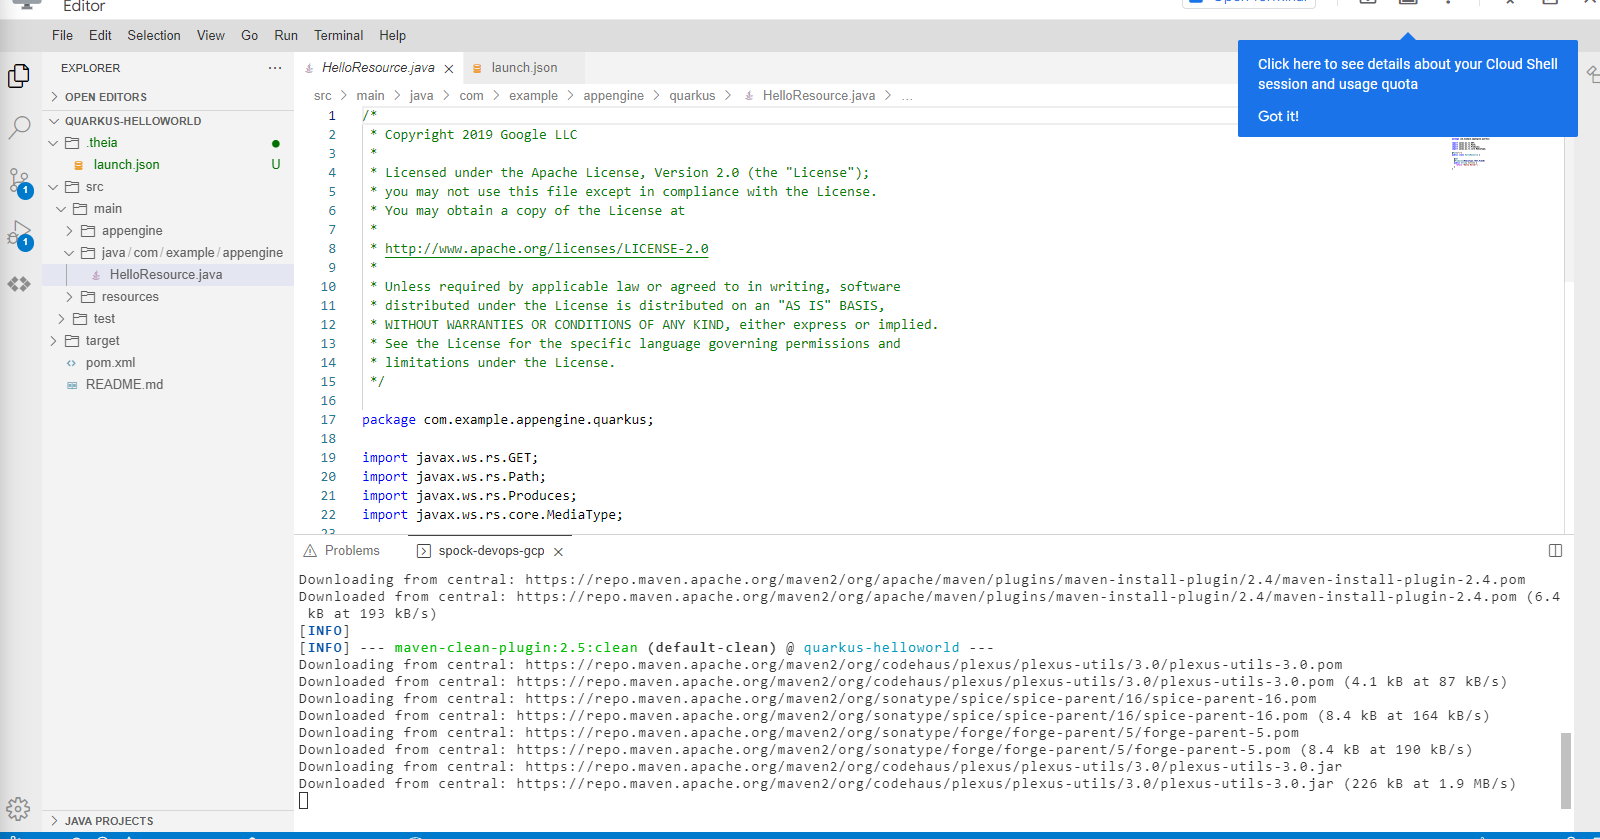 Editor
Open Terminal
File Edit Selection View Go Run Terminal Help
Click here to see details about your Cloud Shell
session and usage quota
Got it!
EXPLORER
OPEN EDITORS
QUARKUS-HELLOWORLD
.theia
launch.json U
src
main
appengine
java/com/example/appengine
HelloResource.java
resources
test
target
pom.xml
README.md
1
1
JAVA PROJECTS
HelloResource.java launch.json
src main java com example appengine quarkus HelloResource.java ...
1 /*
2 * Copyright 2019 Google LLC
3 *
4 * Licensed under the Apache License, Version 2.0 (the "License");
5 * you may not use this file except in compliance with the License.
6 * You may obtain a copy of the License at
7 *
8 * http://www.apache.org/licenses/LICENSE-2.0
9 *
10 * Unless required by applicable law or agreed to in writing, software
11 * distributed under the License is distributed on an "AS IS" BASIS,
12 * WITHOUT WARRANTIES OR CONDITIONS OF ANY KIND, either express or implied.
13 * See the License for the specific language governing permissions and
14 * limitations under the License.
15 */
16
17 package com.example.appengine.quarkus;
18
19 import javax.ws.rs.GET;
20 import javax.ws.rs.Path;
21 import javax.ws.rs.Produces;
22 import javax.ws.rs.core.MediaType;
23
Problems spock-devops-gcp
Downloading from central: https://repo.maven.apache.org/maven2/org/apache/maven/plugins/maven-install-plugin/2.4/maven-install-plugin-2.4.pom
Downloaded from central: https://repo.maven.apache.org/maven2/org/apache/maven/plugins/maven-install-plugin/2.4/maven-install-plugin-2.4.pom (6.4
kB at 193 kB/s)
[INFO]
[INFO] --- maven-clean-plugin:2.5:clean (default-clean) @ quarkus-helloworld ---
Downloading from central: https://repo.maven.apache.org/maven2/org/codehaus/plexus/plexus-utils/3.0/plexus-utils-3.0.pom
Downloaded from central: https://repo.maven.apache.org/maven2/org/codehaus/plexus/plexus-utils/3.0/plexus-utils-3.0.pom (4.1 kB at 87 kB/s)
Downloading from central: https://repo.maven.apache.org/maven2/org/sonatype/spice/spice-parent/16/spice-parent-16.pom
Downloaded from central: https://repo.maven.apache.org/maven2/org/sonatype/spice/spice-parent/16/spice-parent-16.pom (8.4 kB at 164 kB/s)
Downloading from central: https://repo.maven.apache.org/maven2/org/sonatype/forge/forge-parent/5/forge-parent-5.pom
Downloaded from central: https://repo.maven.apache.org/maven2/org/sonatype/forge/forge-parent/5/forge-parent-5.pom (8.4 kB at 190 kB/s)
Downloading from central: https://repo.maven.apache.org/maven2/org/codehaus/plexus/plexus-utils/3.0/plexus-utils-3.0.jar
Downloaded from central: https://repo.maven.apache.org/maven2/org/codehaus/plexus/plexus-utils/3.0/plexus-utils-3.0.jar (226 kB at 1.9 MB/s)